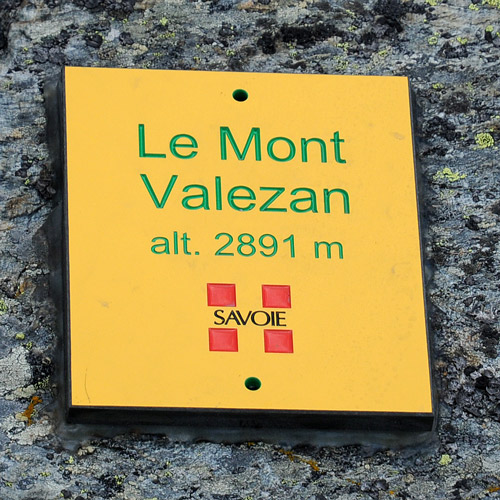 Le Mont
Valezan
alt. 2891 m
SAVOIE